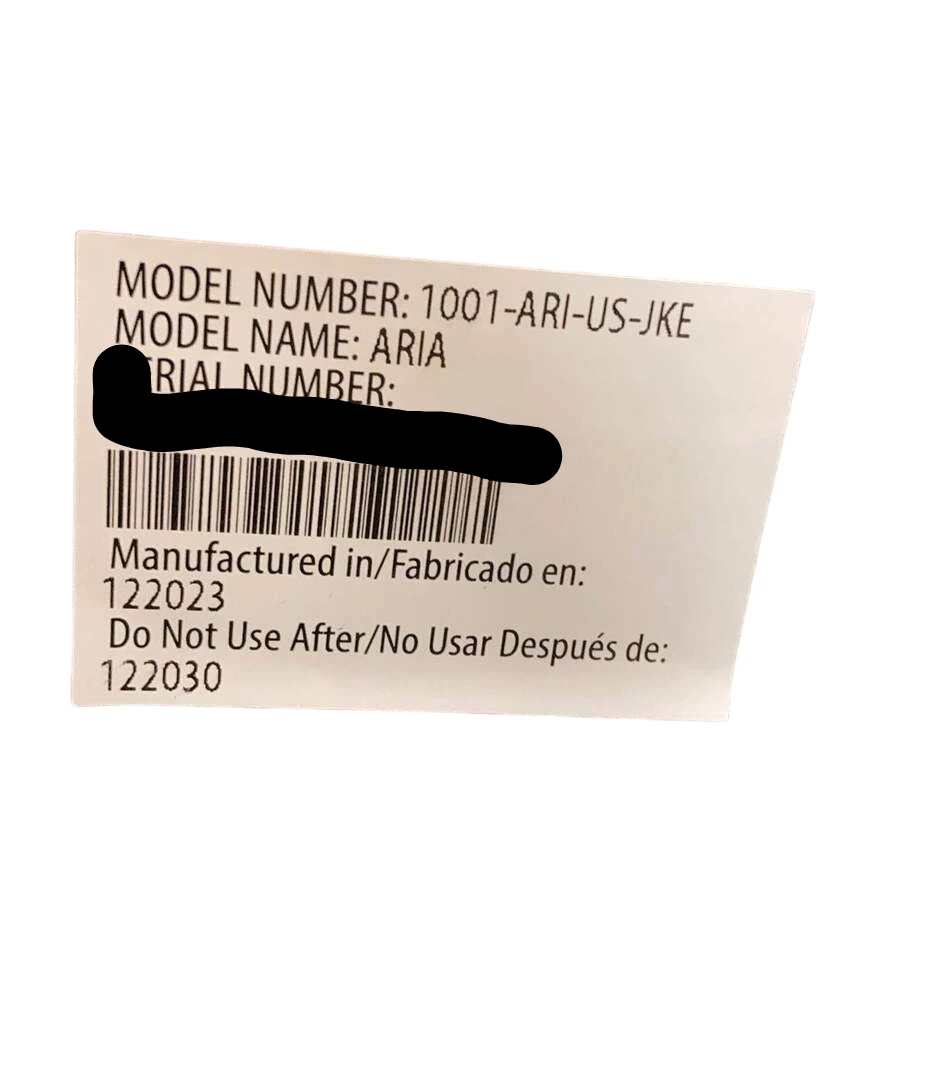 MODEL NUMBER: 1001-ARI-US-JKE
MODEL NAME: ARIA
NUMBER:
Manufactured in/Fabricado en:
122023
Do Not Use After/No Usar Después de:
122030